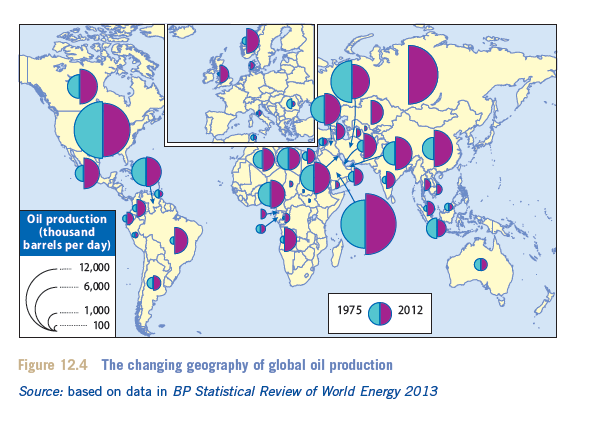 Oil production
(thousand
barrels per day)
12,000
6,000
1,000
100
1975 2012
Figure 12.4 The changing geography of global oil production
Source: based on data in BP Statistical Review of World Energy 2013